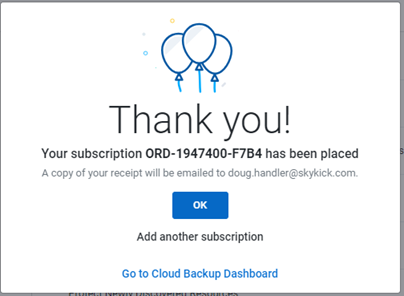 Thank you!
Your subscription ORD-1947400-F7B4 has been placed
A copy of your receipt will be emailed to doug.handler@skykick.com.
OK
Add another subscription
Go to Cloud Backup Dashboard
Protect Newly Discovered Resources